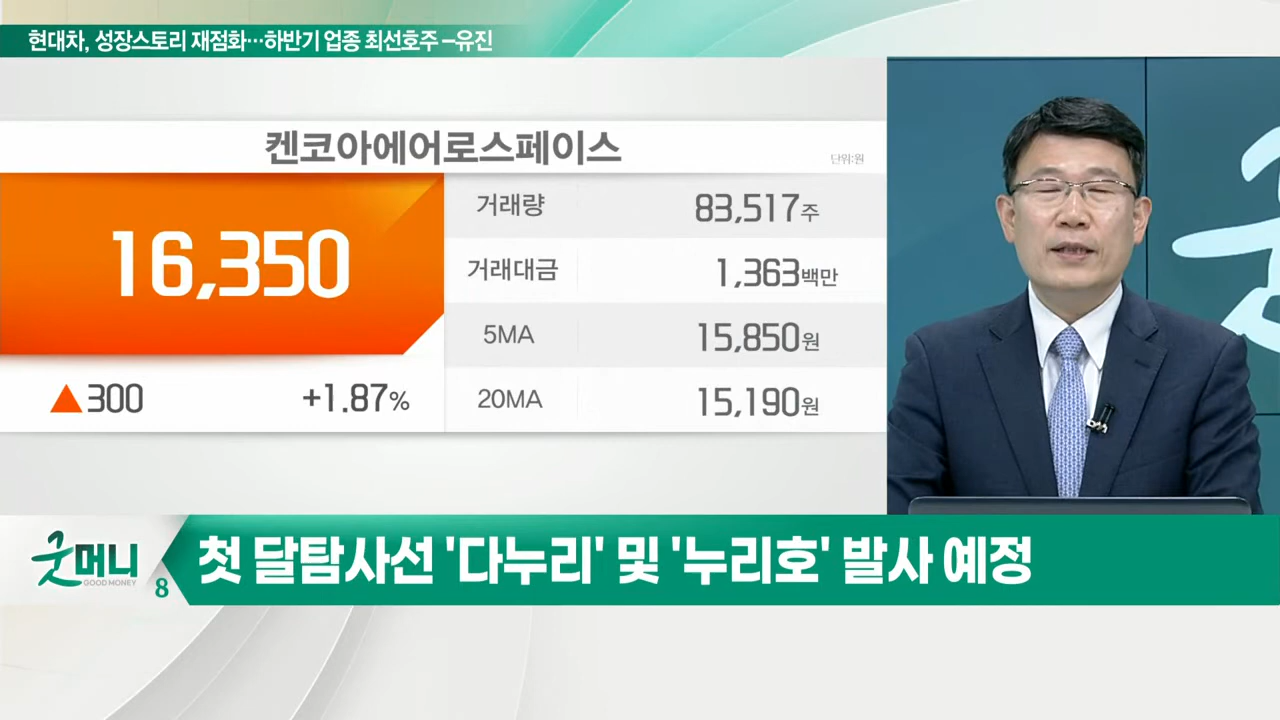 현대차, 성장스토리 재점화…하반기 업종 최선호주 -유진
켄코아에어로스페이스
단위:원
16,350
▲300 +1.87%
거래량 83,517주
거래대금 1,363백만
5MA 15,850원
20MA 15,190원
굿머니
GOOD MONEY
8
첫 달탐사선 '다누리' 및 '누리호' 발사 예정